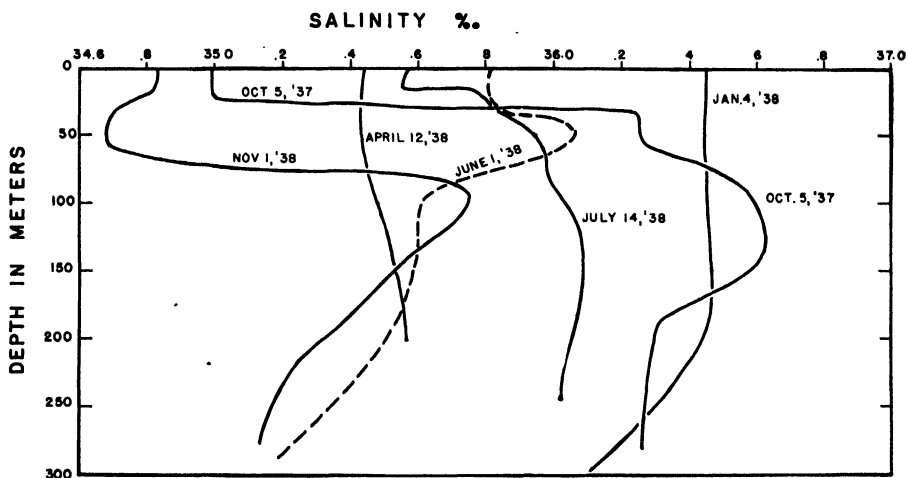 SALINITY ‰
34.6 .8 35.0 .2 .4 .6 .8 36.0 .2 .4 .6 .8 37.0
DEPTH IN METERS
0
50
100
150
200
250
300
OCT 5,'37
JAN.4,'38
APRIL 12,'38
NOV 1,'38
JUNE 1,'38
OCT. 5,'37
JULY 14,'38